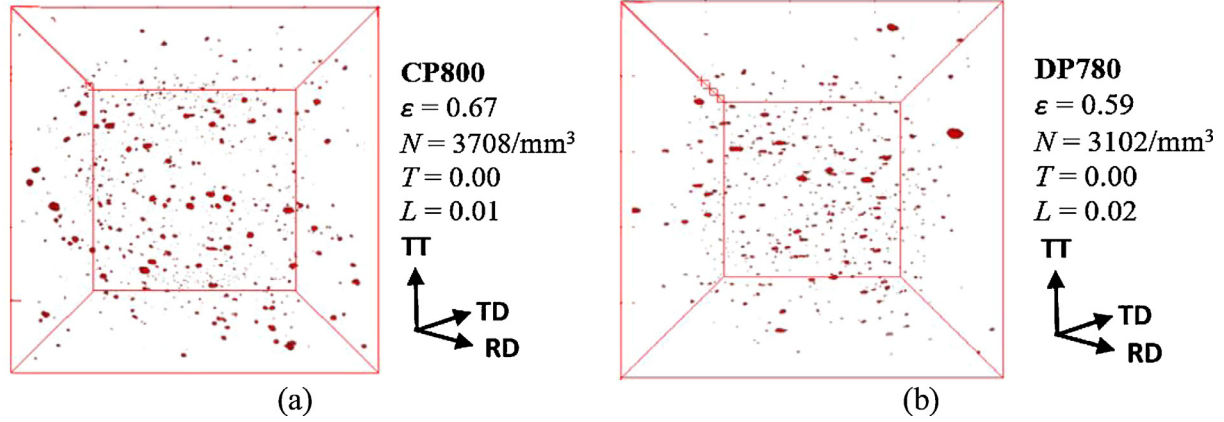 CP800
ε = 0.67
N = 3708/mm³
T = 0.00
L = 0.01
TT
TD
RD
(a)
DP780
ε = 0.59
N = 3102/mm³
T = 0.00
L = 0.02
TT
TD
RD
(b)